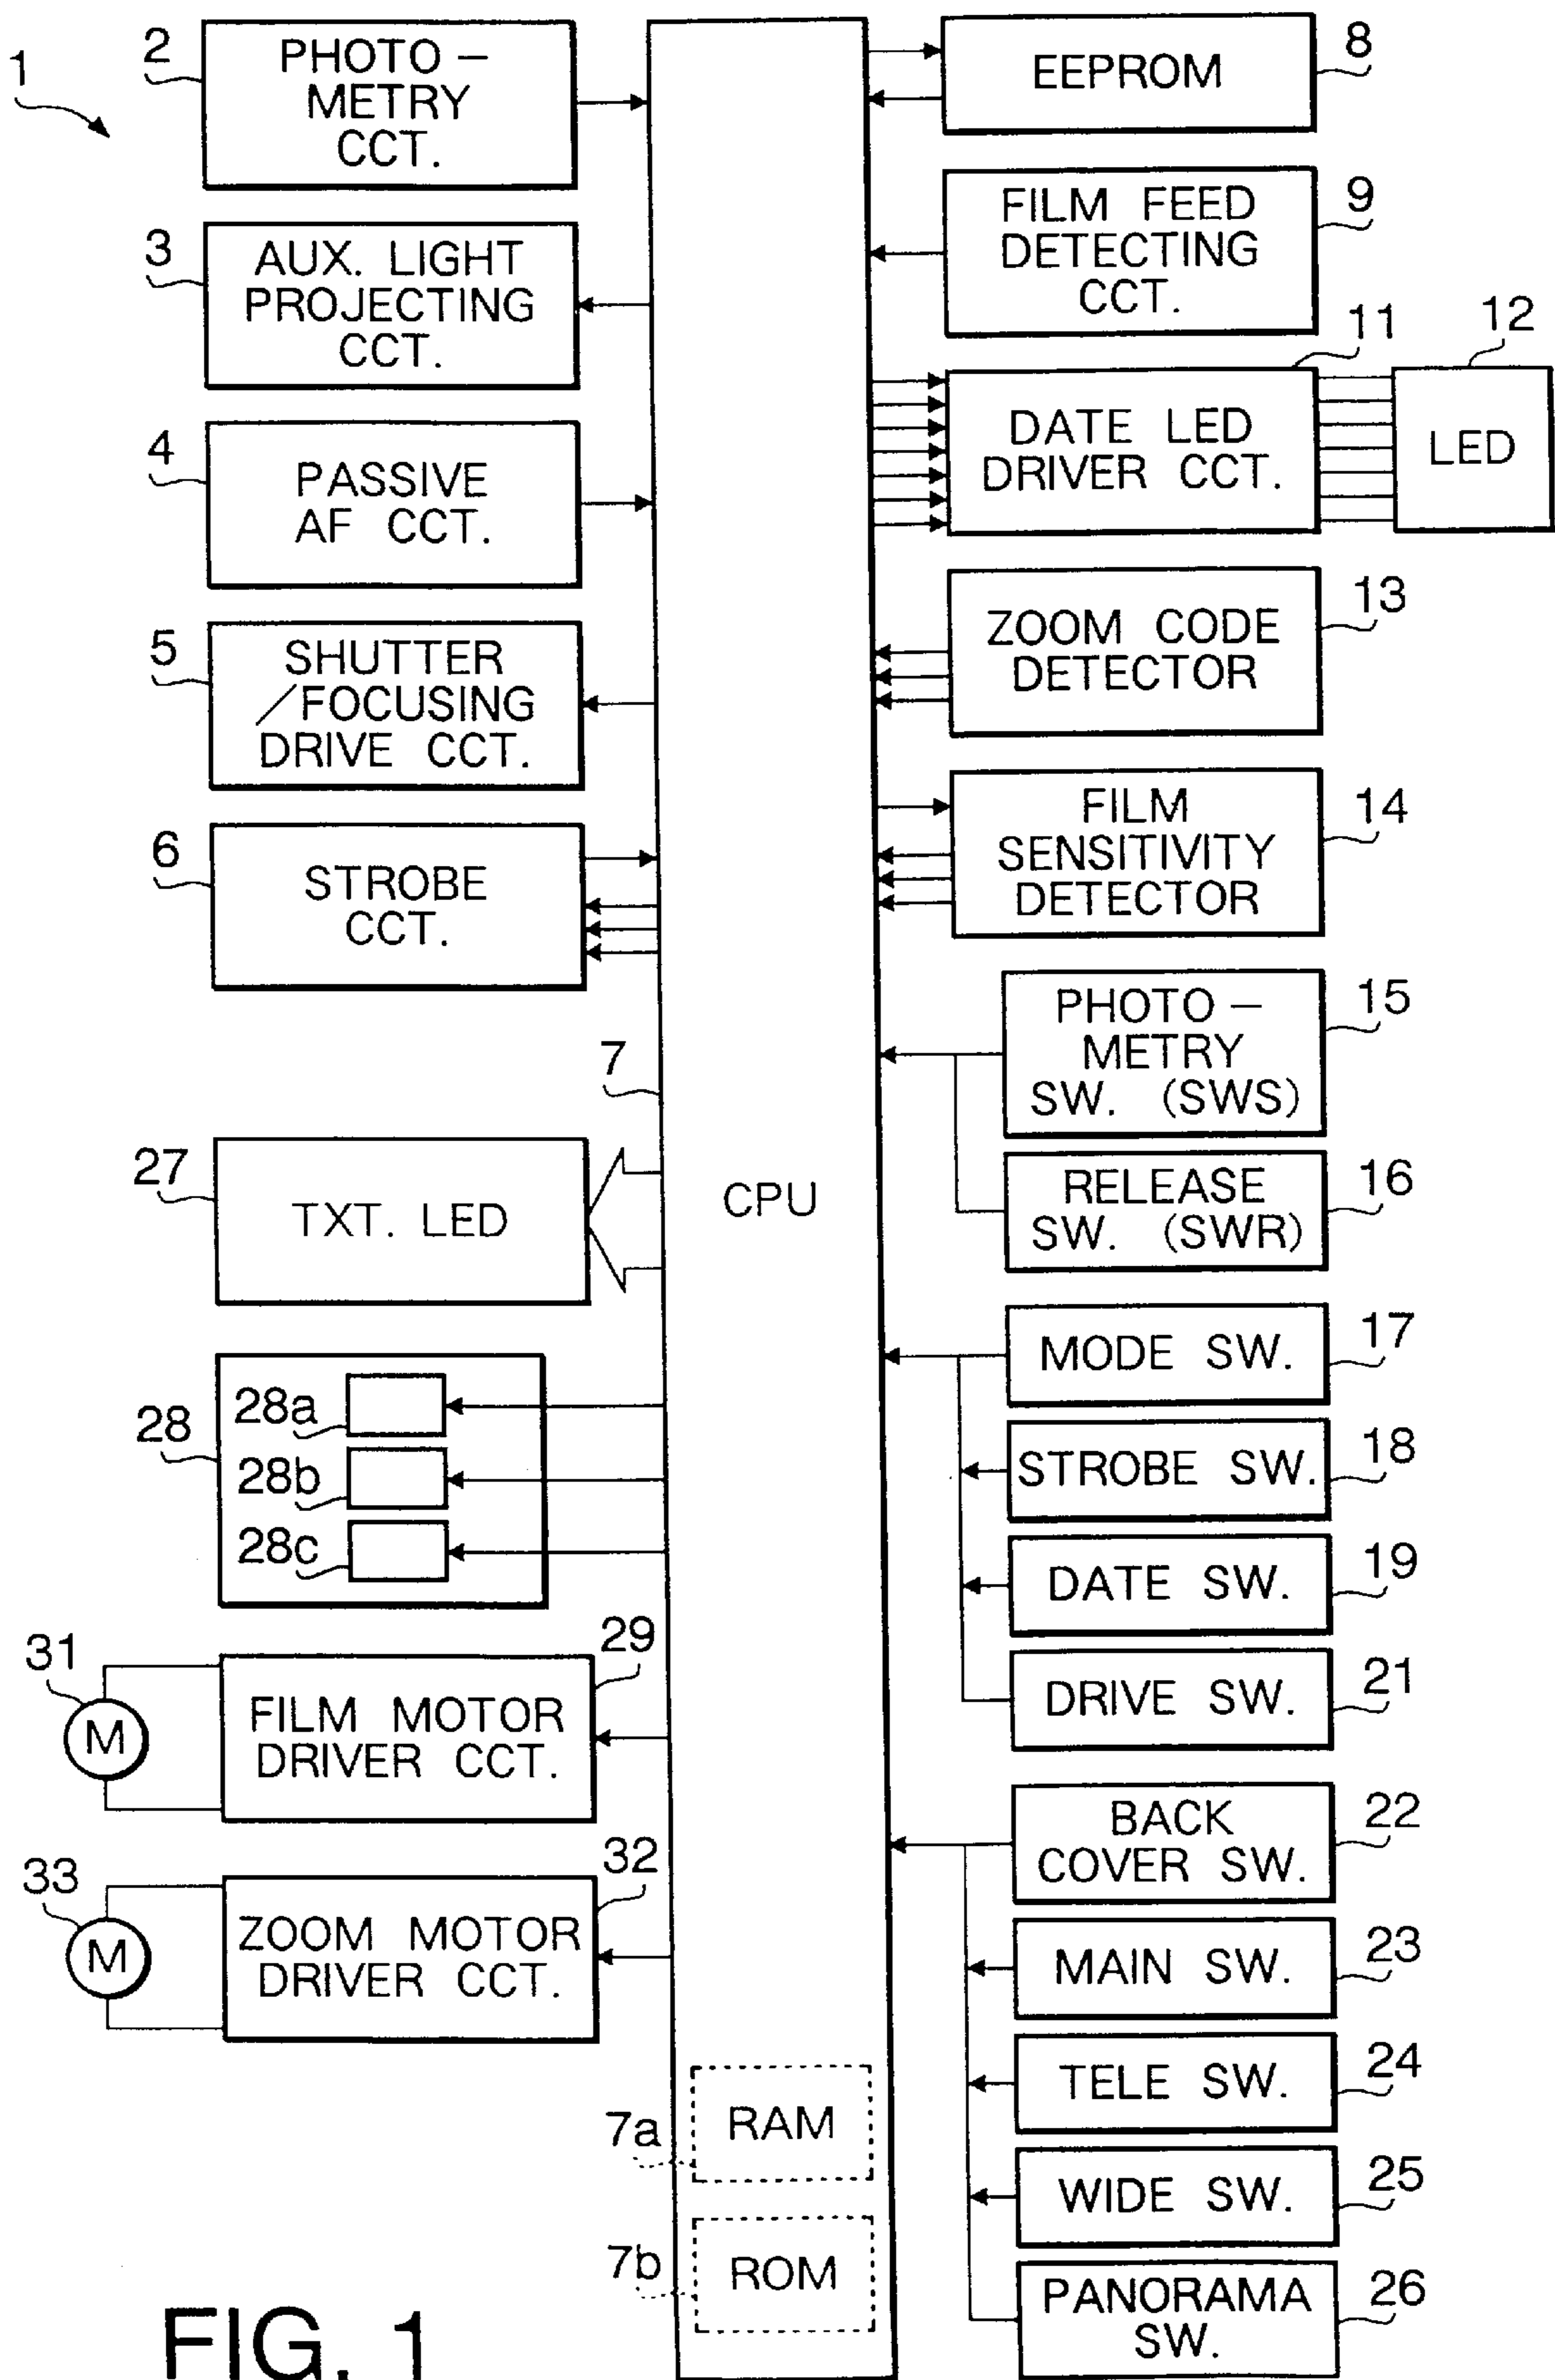 1
2
PHOTO –
METRY
CCT.
3
AUX. LIGHT
PROJECTING
CCT.
4
PASSIVE
AF CCT.
5
SHUTTER
/FOCUSING
DRIVE CCT.
6
STROBE
CCT.
7
27
TXT. LED
28
28a
28b
28c
29
31
M
FILM MOTOR
DRIVER CCT.
32
33
M
ZOOM MOTOR
DRIVER CCT.
CPU
7a
RAM
7b
ROM
8
EEPROM
9
FILM FEED
DETECTING
CCT.
11
DATE LED
DRIVER CCT.
12
LED
13
ZOOM CODE
DETECTOR
14
FILM
SENSITIVITY
DETECTOR
15
PHOTO –
METRY
SW. (SWS)
16
RELEASE
SW. (SWR)
17
MODE SW.
18
STROBE SW.
19
DATE SW.
21
DRIVE SW.
22
BACK
COVER SW.
23
MAIN SW.
24
TELE SW.
25
WIDE SW.
26
PANORAMA
SW.
FIG. 1